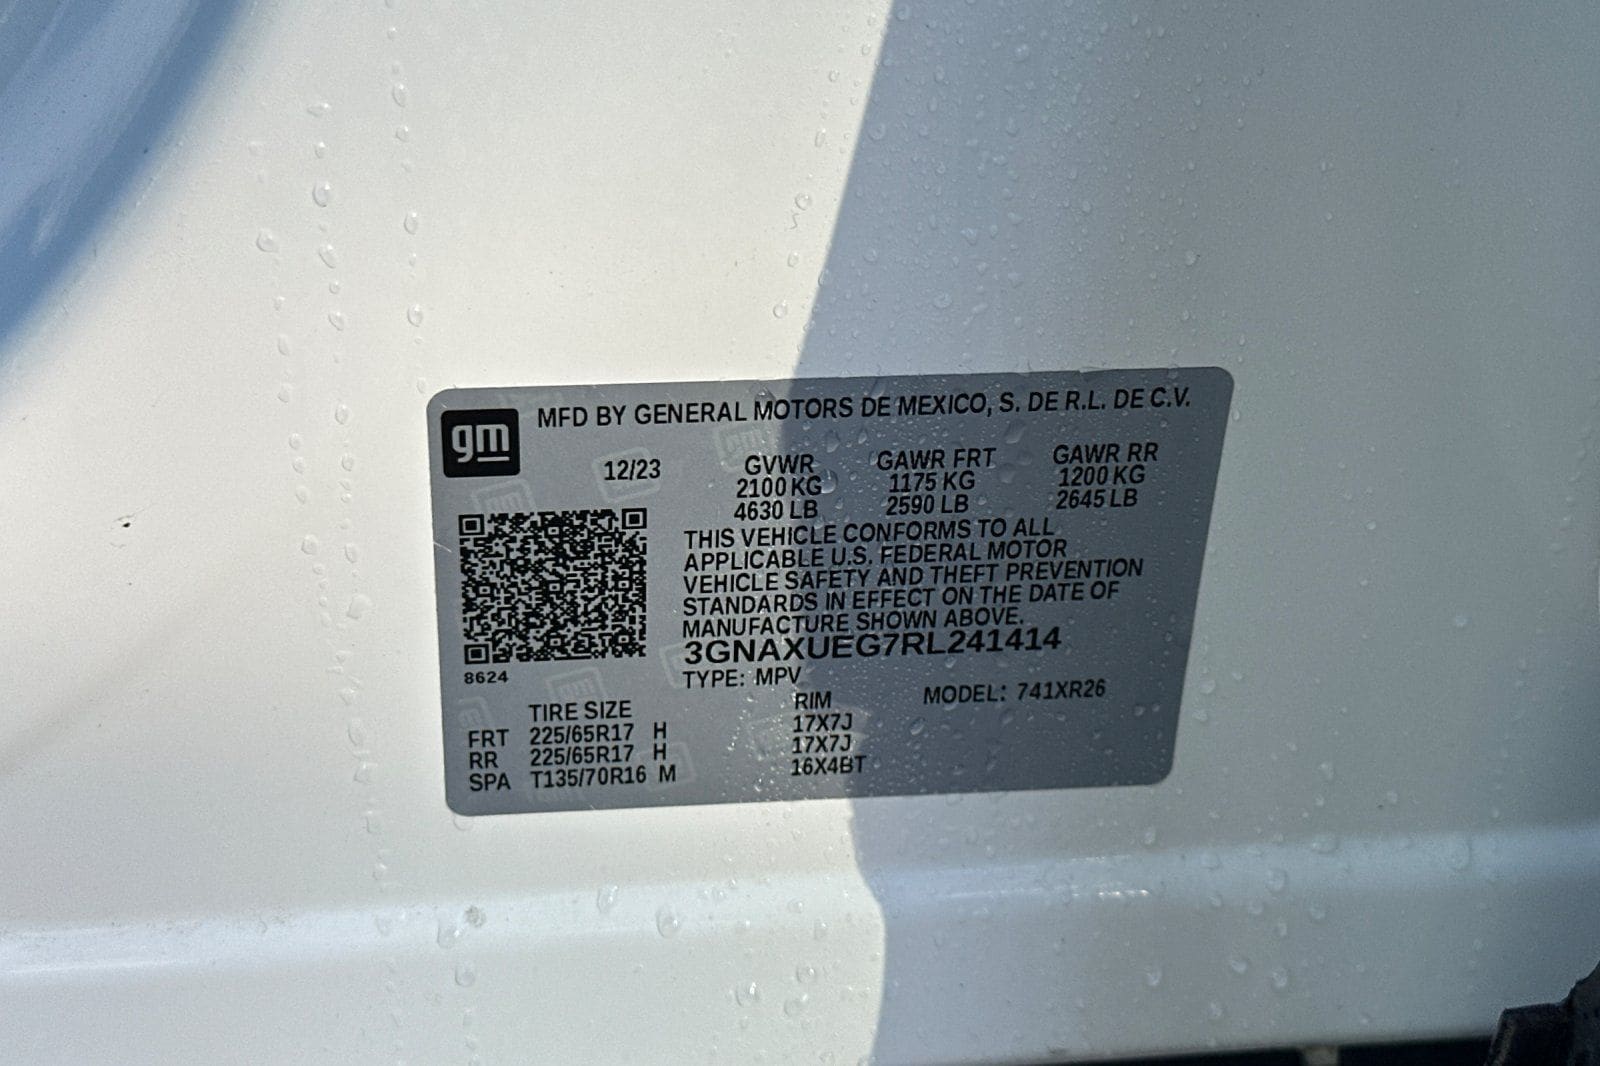 gm
MFD BY GENERAL MOTORS DE MEXICO, S. DE R.L. DE C.V.
12/23 GVWR GAWR FRT GAWR RR
2100 KG 1175 KG 1200 KG
4630 LB 2590 LB 2645 LB
THIS VEHICLE CONFORMS TO ALL
APPLICABLE U.S. FEDERAL MOTOR
VEHICLE SAFETY AND THEFT PREVENTION
STANDARDS IN EFFECT ON THE DATE OF
MANUFACTURE SHOWN ABOVE.
3GNAXUEG7RL241414
8624
TYPE: MPV MODEL: 741XR26
TIRE SIZE RIM
FRT 225/65R17 H 17X7J
RR 225/65R17 H 17X7J
SPA T135/70R16 M 16X4BT